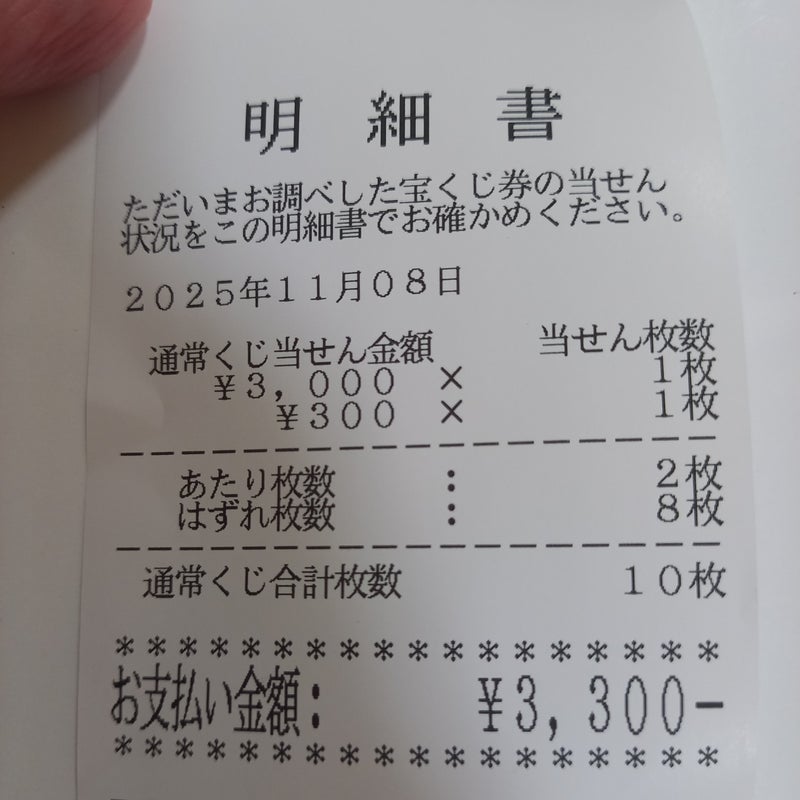 明細書
ただいまお調べした宝くじ券の当せん
状況をこの明細書でお確かめください。
2025年11月08日
通常くじ当せん金額 当せん枚数
¥3,000 × 1枚
¥300 × 1枚
------------------
あたり枚数 : 2枚
はずれ枚数 : 8枚
------------------
通常くじ合計枚数 10枚
*******************
お支払い金額: ¥3,300-
*******************